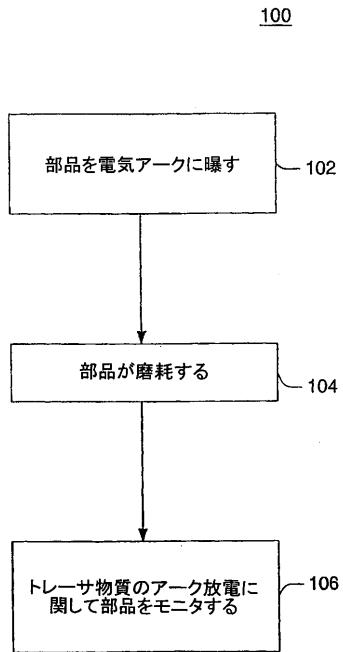 100
部品を電気アークに曝す
102
部品が磨耗する
104
トレーサ物質のアーク放電に
関して部品をモニタする
106